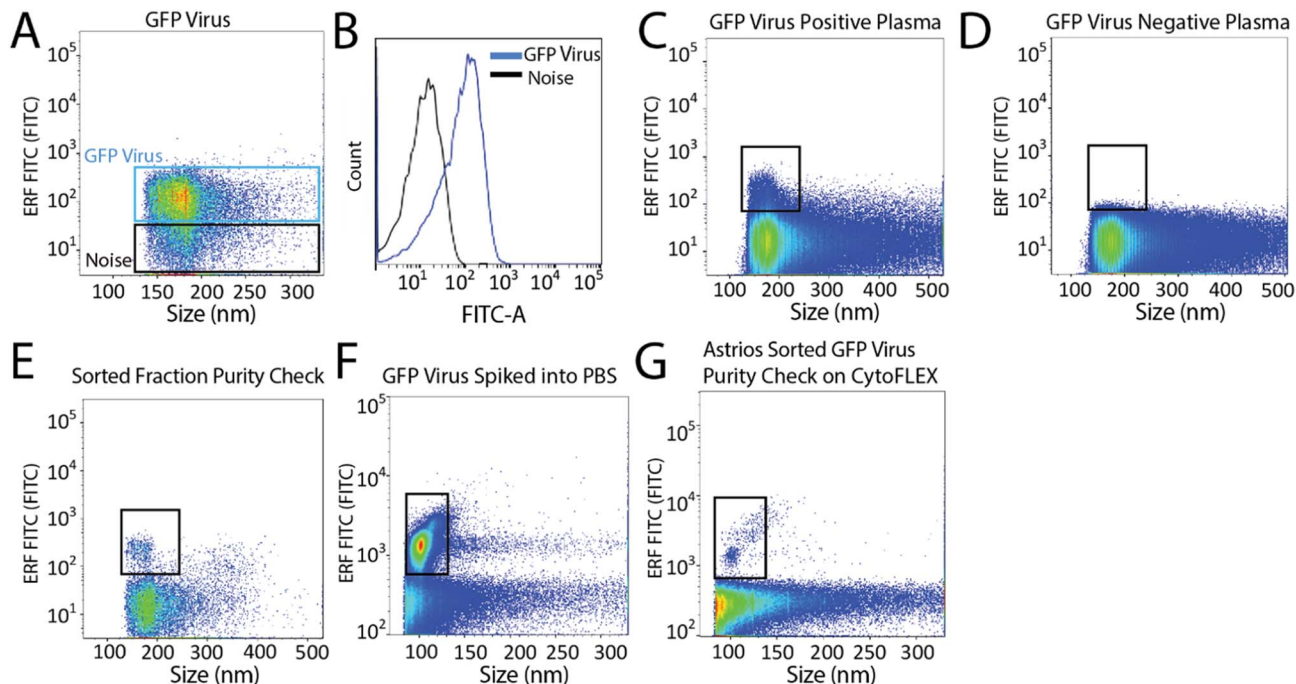 A
GFP Virus
ERF FITC (FITC)
10^5
10^4
10^3
10^2
10^1
GFP Virus
Noise
100 150 200 250 300
Size (nm)
B
GFP Virus
Noise
Count
10^1 10^2 10^3 10^4 10^5
FITC-A
C
GFP Virus Positive Plasma
ERF FITC (FITC)
10^5
10^4
10^3
10^2
10^1
100 200 300 400 500
Size (nm)
D
GFP Virus Negative Plasma
ERF FITC (FITC)
10^5
10^4
10^3
10^2
10^1
100 200 300 400 500
Size (nm)
E
Sorted Fraction Purity Check
ERF FITC (FITC)
10^5
10^4
10^3
10^2
10^1
100 200 300 400 500
Size (nm)
F
GFP Virus Spiked into PBS
ERF FITC (FITC)
10^5
10^4
10^3
10^2
100 150 200 250 300
Size (nm)
G
Astrios Sorted GFP Virus
Purity Check on CytoFLEX
ERF FITC (FITC)
10^5
10^4
10^3
10^2
100 150 200 250 300
Size (nm)